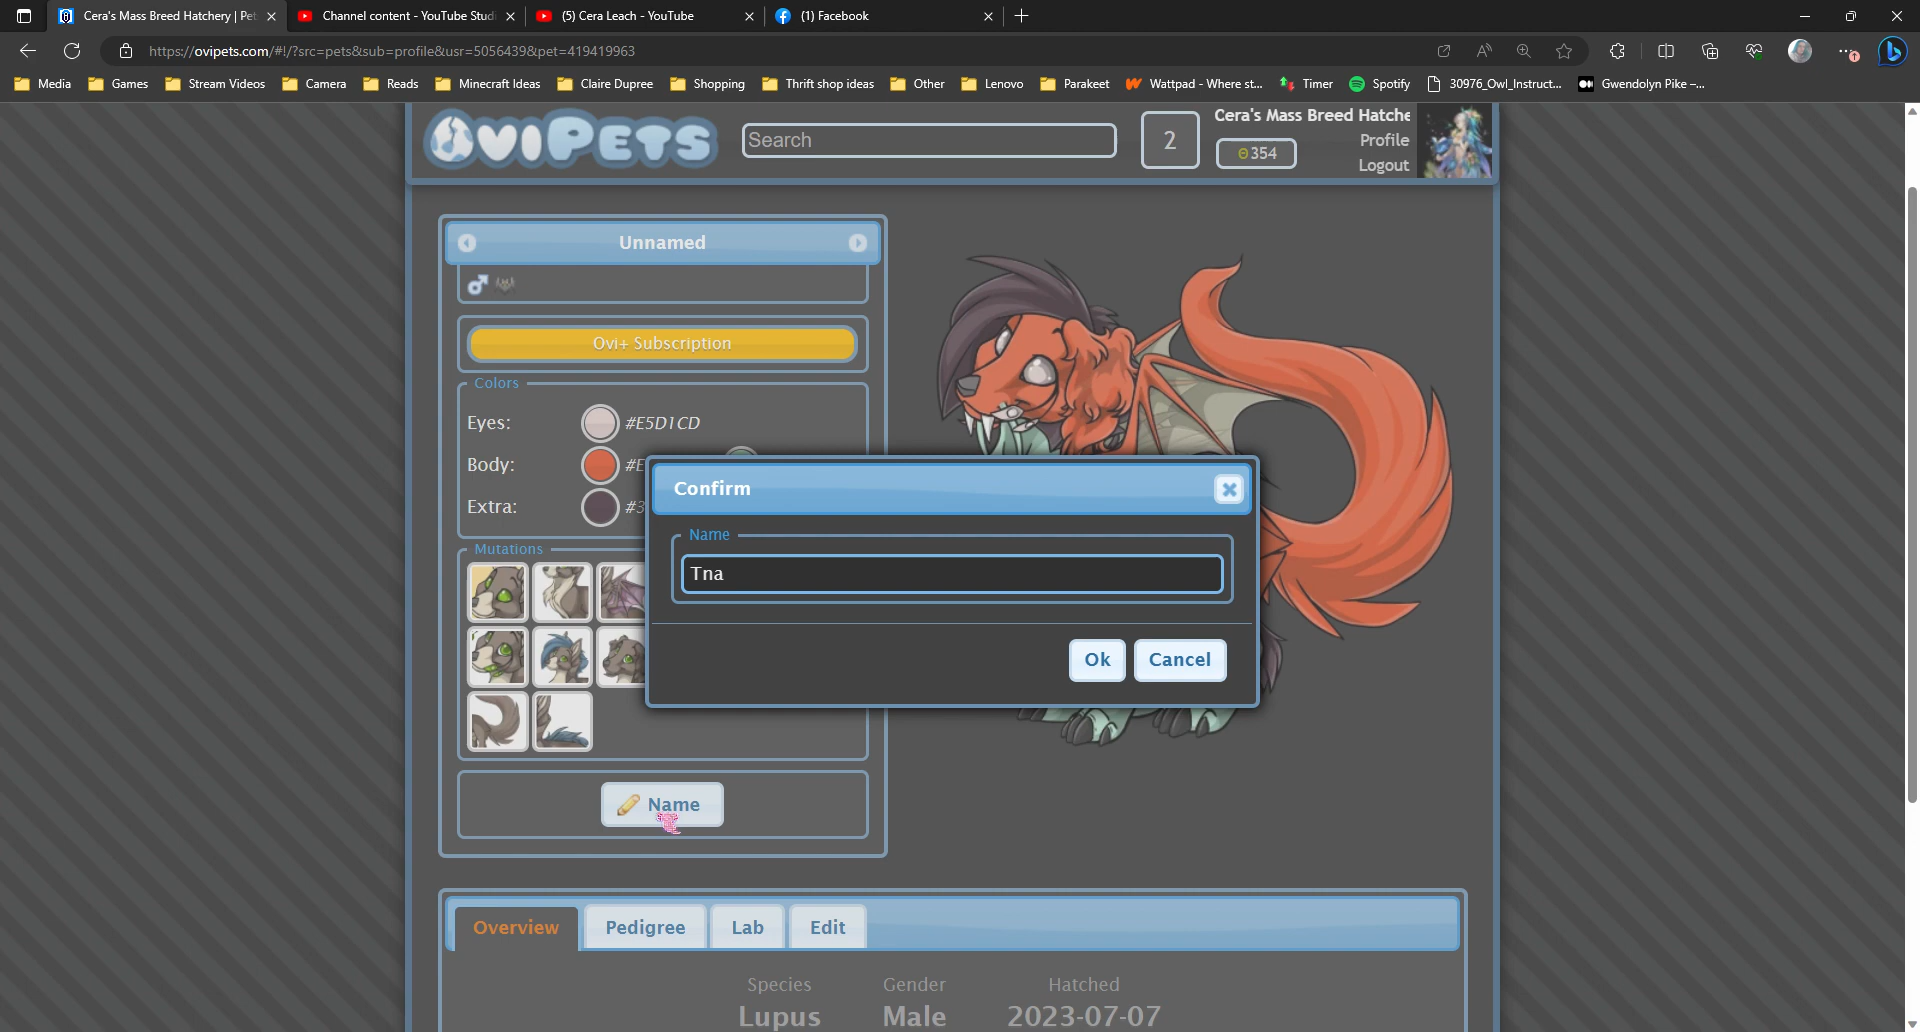 Cera's Mass Breed Hatchery | Pet
Channel content - YouTube Studi
(5) Cera Leach - YouTube
(1) Facebook
https://ovipets.com/#!/?src=pets&sub=profile&usr=5056439&pet=419419963
Media
Games
Stream Videos
Camera
Reads
Minecraft Ideas
Claire Dupree
Shopping
Thrift shop ideas
Other
Lenovo
Parakeet
Wattpad - Where st...
Timer
Spotify
30976_Owl_Instruct...
Gwendolyn Pike –...
OviPets
Search
2
Cera's Mass Breed Hatche
354
Profile
Logout
Unnamed
Ovi+ Subscription
Colors
Eyes:
#E5D1CD
Body:
#E
Extra:
#3
Mutations
Confirm
Name
Tna
Ok
Cancel
Name
Overview
Pedigree
Lab
Edit
Species
Gender
Hatched
Lupus
Male
2023-07-07